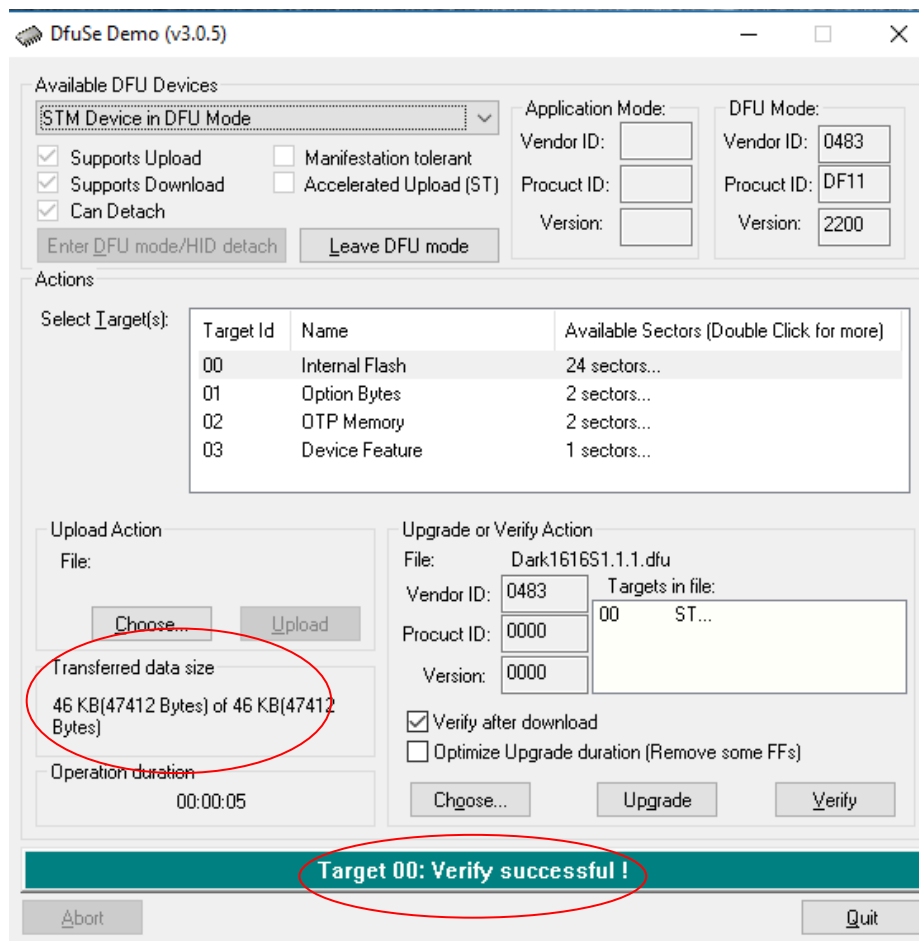 DfuSe Demo (v3.0.5)
Available DFU Devices
STM Device in DFU Mode
Supports Upload
Manifestation tolerant
Supports Download
Accelerated Upload (ST)
Can Detach
Enter DFU mode/HID detach
Leave DFU mode
Application Mode:
Vendor ID:
Procuct ID:
Version:
DFU Mode:
Vendor ID: 0483
Procuct ID: DF11
Version: 2200
Actions
Select Target(s):
Target Id Name Available Sectors (Double Click for more)
00 Internal Flash 24 sectors...
01 Option Bytes 2 sectors...
02 OTP Memory 2 sectors...
03 Device Feature 1 sectors...
Upload Action
File:
Choose...
Upload
Transferred data size
46 KB(47412 Bytes) of 46 KB(47412
Bytes)
Operation duration
00:00:05
Upgrade or Verify Action
File: Dark1616S1.1.1.dfu
Vendor ID: 0483
Procuct ID: 0000
Version: 0000
Targets in file:
00 ST...
Verify after download
Optimize Upgrade duration (Remove some FFs)
Choose...
Upgrade
Verify
Target 00: Verify successful !
Abort
Quit